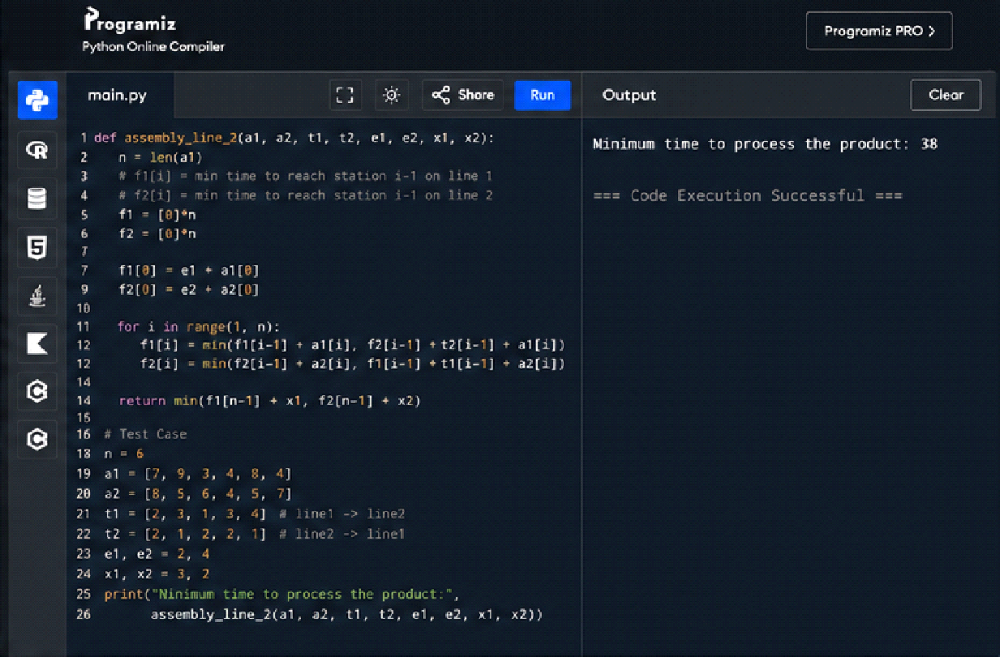 Programiz
Python Online Compiler
Programiz PRO >
main.py
Share
Run
Output
Clear
1 def assembly_line_2(a1, a2, t1, t2, e1, e2, x1, x2):
2 n = len(a1)
3 # f1[i] = min time to reach station i-1 on line 1
4 # f2[i] = min time to reach station i-1 on line 2
5 f1 = [0]*n
6 f2 = [0]*n
7
7 f1[0] = e1 + a1[0]
9 f2[0] = e2 + a2[0]
10
11 for i in range(1, n):
12 f1[i] = min(f1[i-1] + a1[i], f2[i-1] +t2[i-1] + a1[i])
12 f2[i] = min(f2[i-1] + a2[i], f1[i-1] +t1[i-1] + a2[i])
14
14 return min(f1[n-1] + x1, f2[n-1] + x2)
15
16 # Test Case
18 n = 6
19 a1 = [7, 9, 3, 4, 8, 4]
20 a2 = [8, 5, 6, 4, 5, 7]
21 t1 = [2, 3, 1, 3, 4] # line1 -> line2
22 t2 = [2, 1, 2, 2, 1] # line2 -> line1
23 e1, e2 = 2, 4
24 x1, x2 = 3, 2
25 print("Ninimum time to process the product:",
26 assembly_line_2(a1, a2, t1, t2, e1, e2, x1, x2))
Minimum time to process the product: 38
=== Code Execution Successful ===